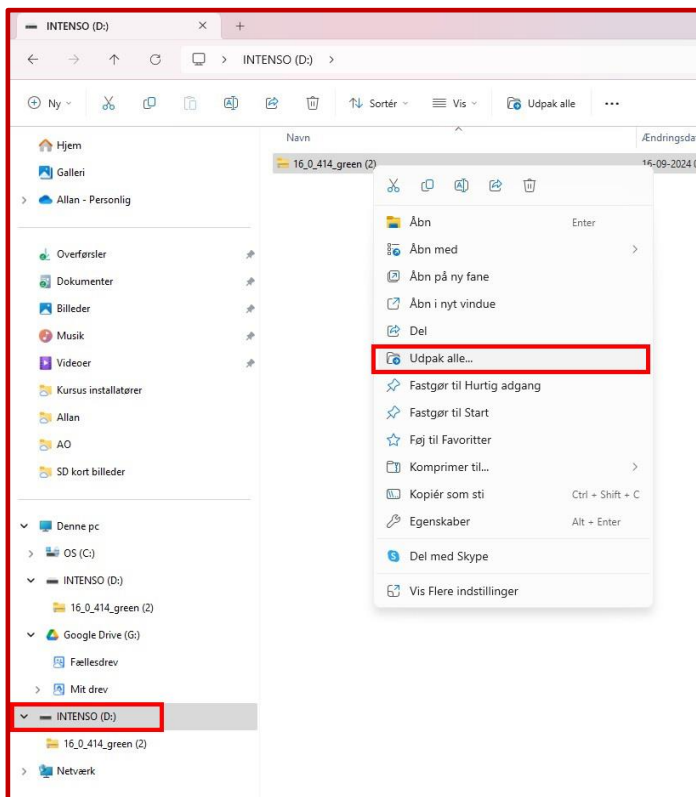 INTENSO (D:)
INTENSO (D:)
Ny
Sortér
Vis
Udpak alle
Navn
Ændringsda
16_0_414_green (2)
16-09-2024 0
Hjem
Galleri
Allan - Personlig
Overførsler
Dokumenter
Billeder
Musik
Videoer
Kursus installatører
Allan
AO
SD kort billeder
Denne pc
OS (C:)
INTENSO (D:)
16_0_414_green (2)
Google Drive (G:)
Fællesdrev
Mit drev
INTENSO (D:)
16_0_414_green (2)
Netværk
Åbn Enter
Åbn med
Åbn på ny fane
Åbn i nyt vindue
Del
Udpak alle...
Fastgør til Hurtig adgang
Fastgør til Start
Føj til Favoritter
Komprimer til...
Kopiér som sti Ctrl + Shift + C
Egenskaber Alt + Enter
Del med Skype
Vis Flere indstillinger